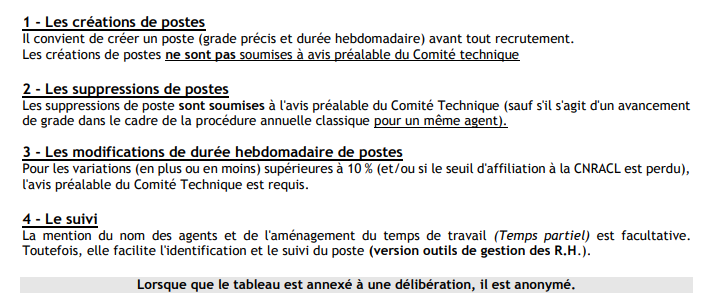 1 - Les créations de postes
Il convient de créer un poste (grade précis et durée hebdomadaire) avant tout recrutement.
Les créations de postes ne sont pas soumises à avis préalable du Comité technique
2 - Les suppressions de postes
Les suppressions de poste sont soumises à l'avis préalable du Comité Technique (sauf s'il s'agit d'un avancement
de grade dans le cadre de la procédure annuelle classique pour un même agent).
3 - Les modifications de durée hebdomadaire de postes
Pour les variations (en plus ou en moins) supérieures à 10 % (et/ou si le seuil d'affiliation à la CNRACL est perdu),
l'avis préalable du Comité Technique est requis.
4 - Le suivi
La mention du nom des agents et de l'aménagement du temps de travail (Temps partiel) est facultative.
Toutefois, elle facilite l'identification et le suivi du poste (version outils de gestion des R.H.).
Lorsque que le tableau est annexé à une délibération, il est anonymé.